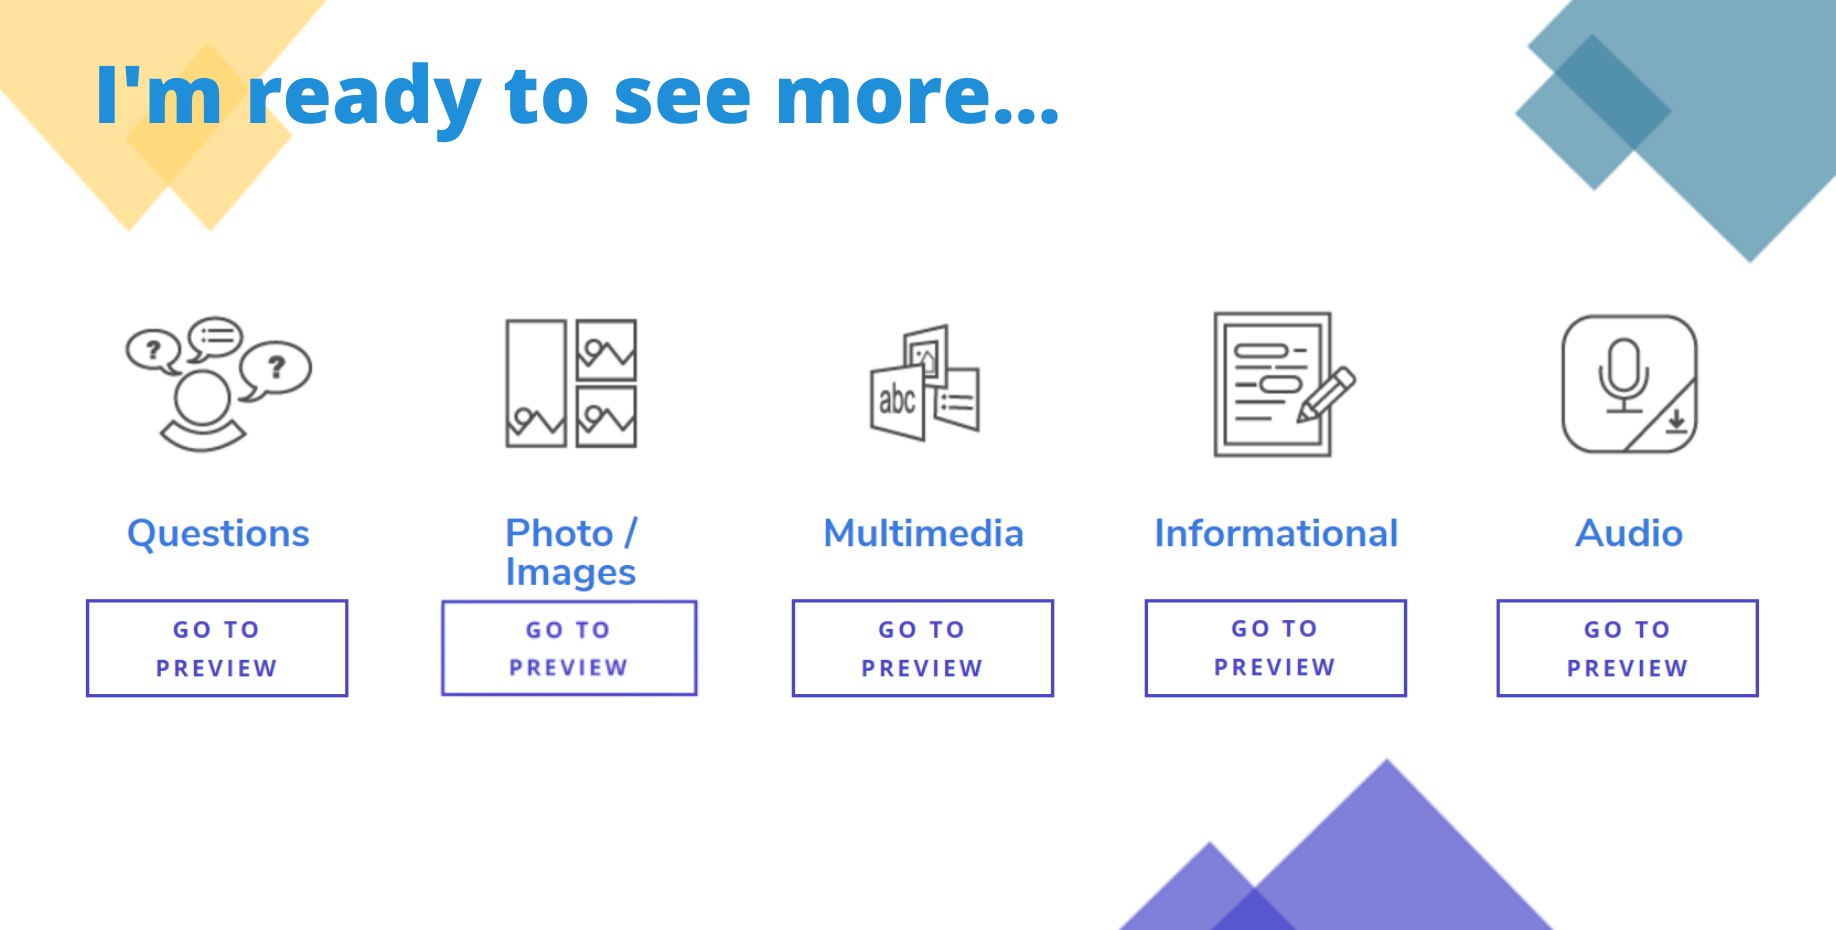 I'm ready to see more...
?
?
abc
Questions
Photo /
Images
Multimedia
Informational
Audio
GO TO
PREVIEW
GO TO
PREVIEW
GO TO
PREVIEW
GO TO
PREVIEW
GO TO
PREVIEW